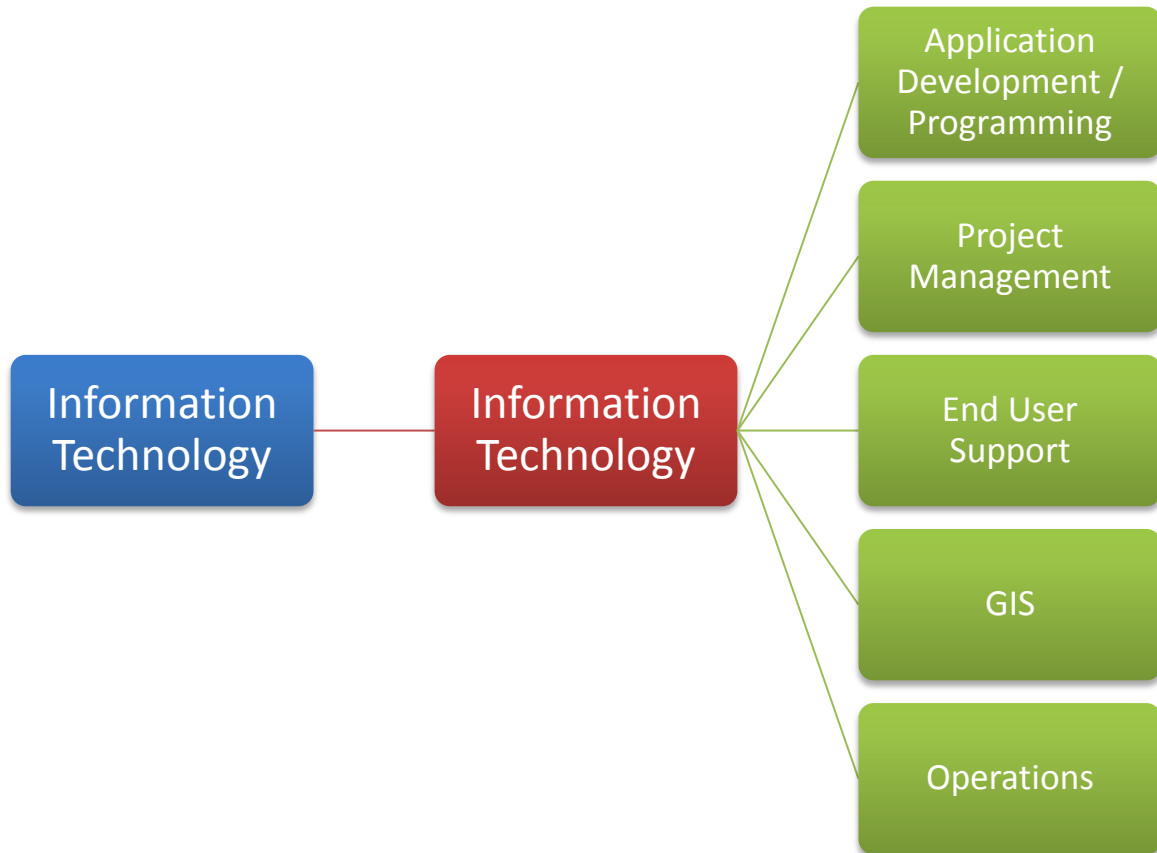 Application
Development /
Programming
Project
Management
Information
Technology
Information
Technology
End User
Support
GIS
Operations